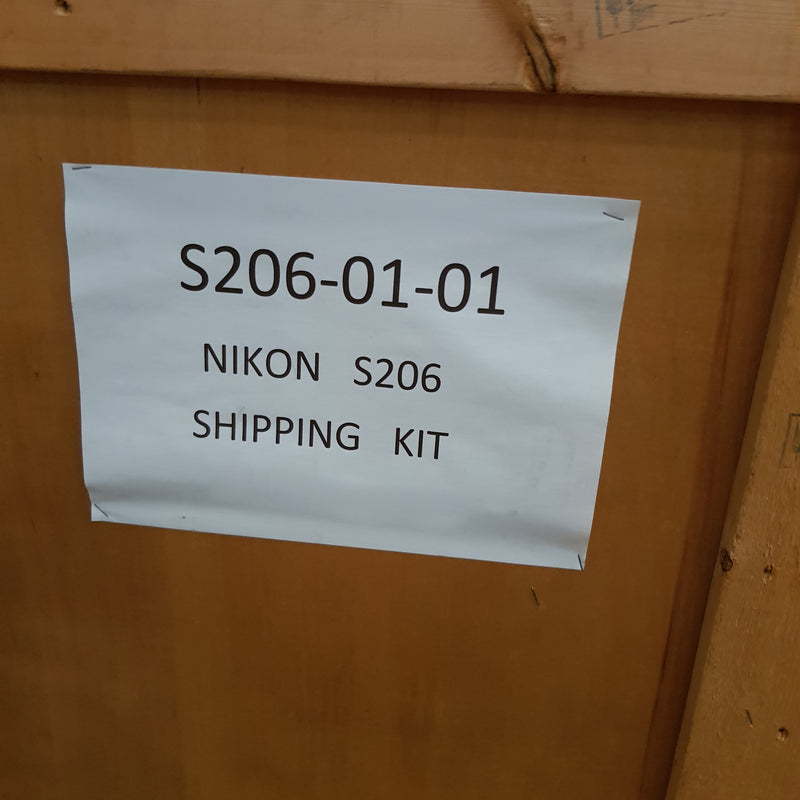 S206-01-01
NIKON S206
SHIPPING KIT